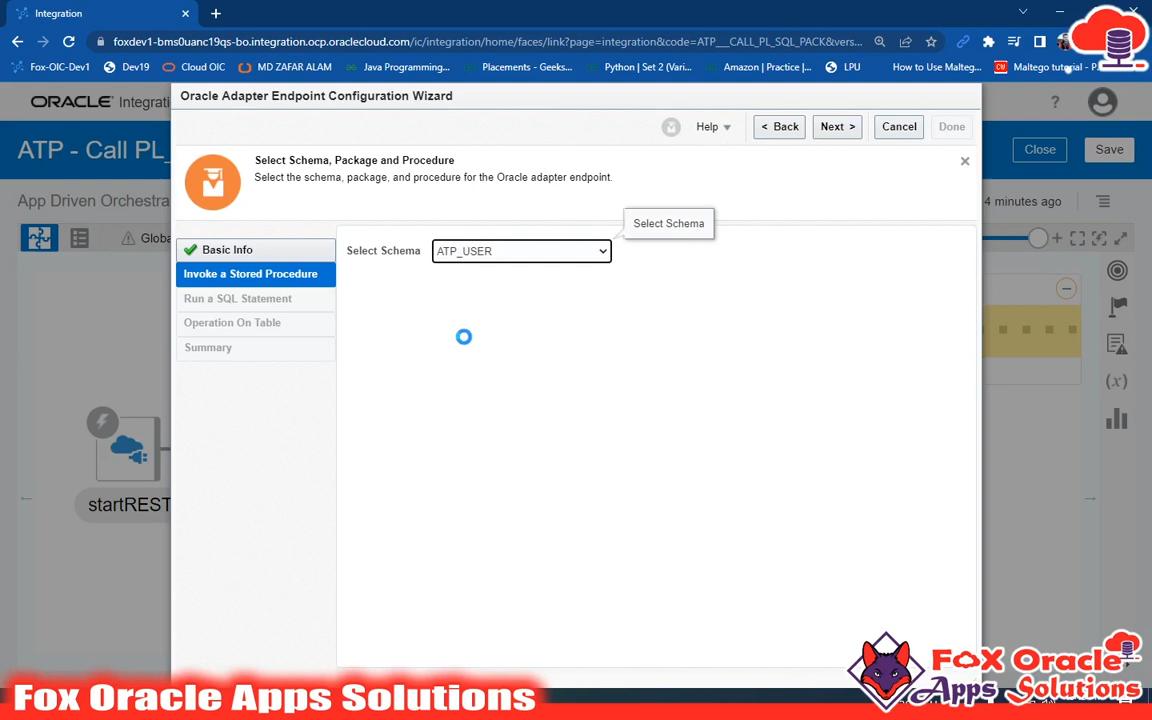 Integration
foxdev1-bms0uanc19qs-bo.integration.ocp.oraclecloud.com/ic/integration/home/faces/link?page=integration&code=ATP___CALL_PL_SQL_PACK&vers...
Fox-OIC-Dev1 Dev19 Cloud OIC MD ZAFAR ALAM Java Programming... Placements - Geeks... Python | Set 2 (Vari... Amazon | Practice |... LPU How to Use Malteg... Maltego tutorial - P
ORACLE Integrat
Oracle Adapter Endpoint Configuration Wizard
ATP - Call PL_
Help
< Back
Next >
Cancel
Done
Close
Save
Select Schema, Package and Procedure
Select the schema, package, and procedure for the Oracle adapter endpoint.
App Driven Orchestra
4 minutes ago
Globa
Select Schema
Basic Info
Select Schema
ATP_USER
Invoke a Stored Procedure
Run a SQL Statement
Operation On Table
Summary
startREST
(x)
Fox Oracle Apps Solutions
FOX Oracle
Apps Solutions